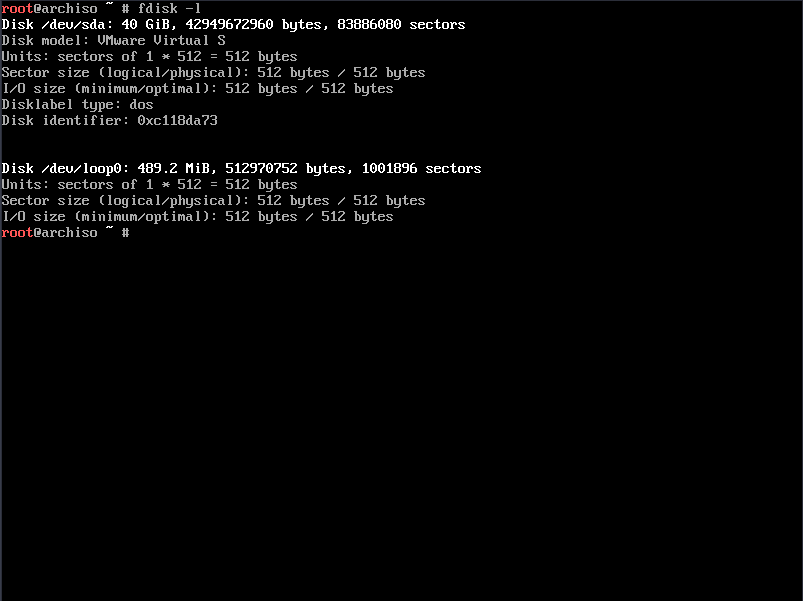 root@archiso ~ # fdisk -l
Disk /dev/sda: 40 GiB, 42949672960 bytes, 83886080 sectors
Disk model: VMware Virtual S
Units: sectors of 1 * 512 = 512 bytes
Sector size (logical/physical): 512 bytes / 512 bytes
I/O size (minimum/optimal): 512 bytes / 512 bytes
Disklabel type: dos
Disk identifier: 0xc118da73
Disk /dev/loop0: 489.2 MiB, 512970752 bytes, 1001896 sectors
Units: sectors of 1 * 512 = 512 bytes
Sector size (logical/physical): 512 bytes / 512 bytes
I/O size (minimum/optimal): 512 bytes / 512 bytes
root@archiso ~ #